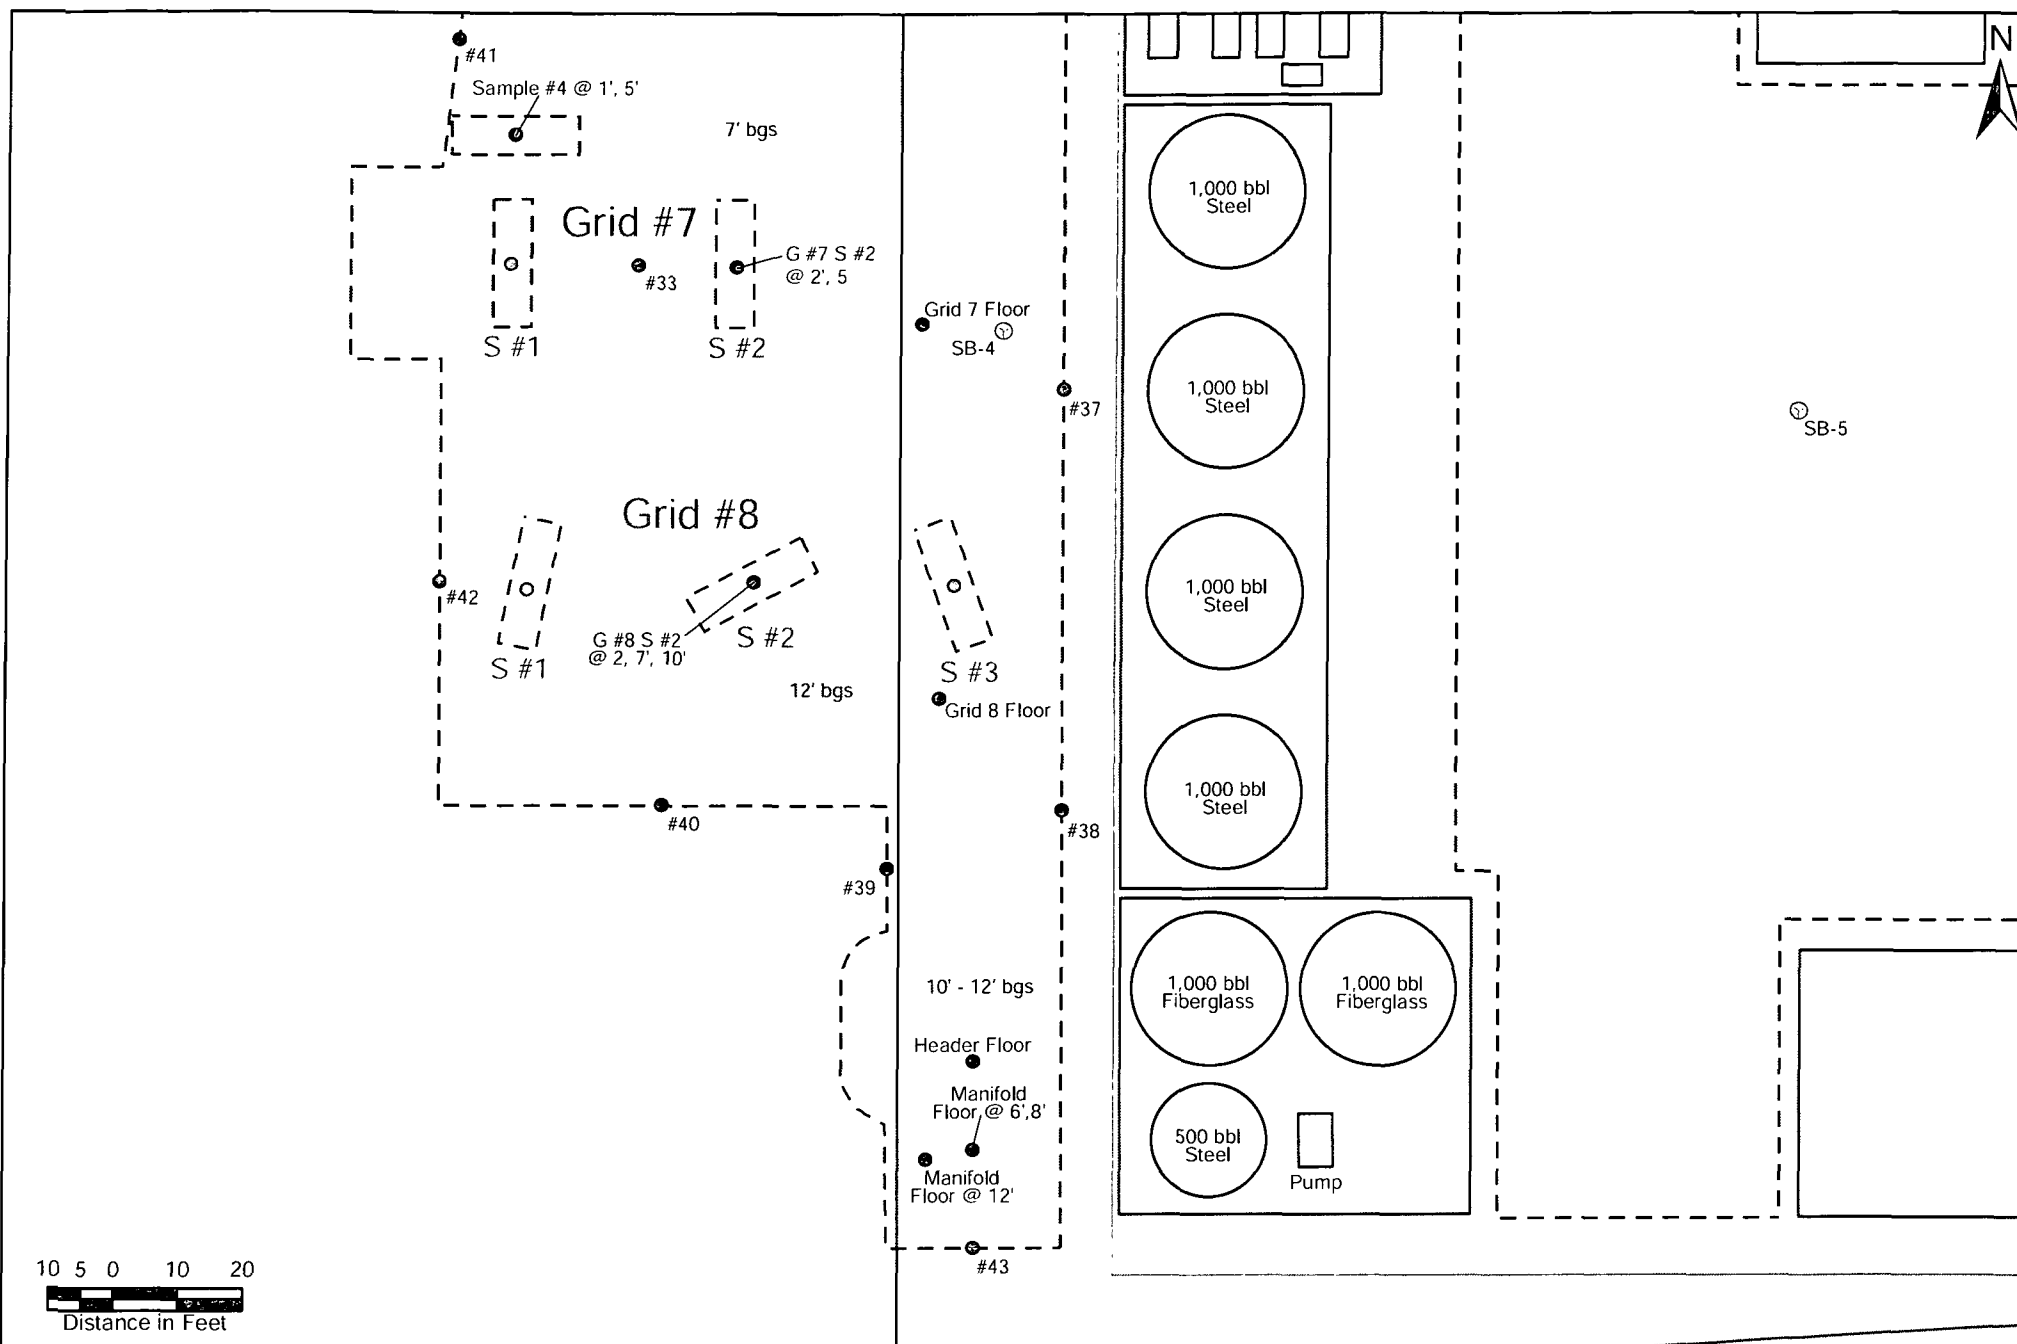 N
#41
Sample #4 @ 1', 5'
7' bgs
1,000 bbl
Steel
Grid #7
G #7 S #2
@ 2', 5
#33
S #1
S #2
Grid 7 Floor
SB-4
1,000 bbl
Steel
#37
SB-5
Grid #8
#42
G #8 S #2
@ 2, 7', 10'
S #2
S #1
S #3
12' bgs
Grid 8 Floor
1,000 bbl
Steel
1,000 bbl
Steel
#40
#38
#39
10' - 12' bgs
1,000 bbl
Fiberglass
1,000 bbl
Fiberglass
Header Floor
Manifold
Floor @ 6',8'
Manifold
Floor @ 12'
500 bbl
Steel
Pump
#43
10 5 0 10 20
Distance in Feet